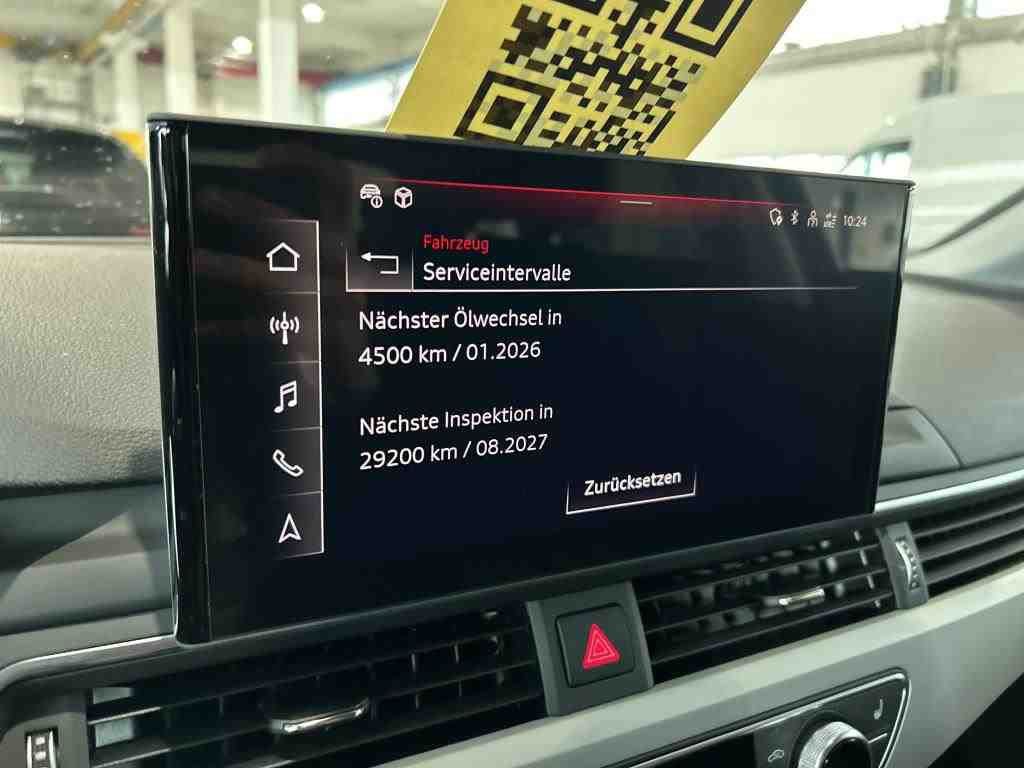 10:24
Fahrzeug
Serviceintervalle
Nächster Ölwechsel in
4500 km / 01.2026
Nächste Inspektion in
29200 km / 08.2027
Zurücksetzen